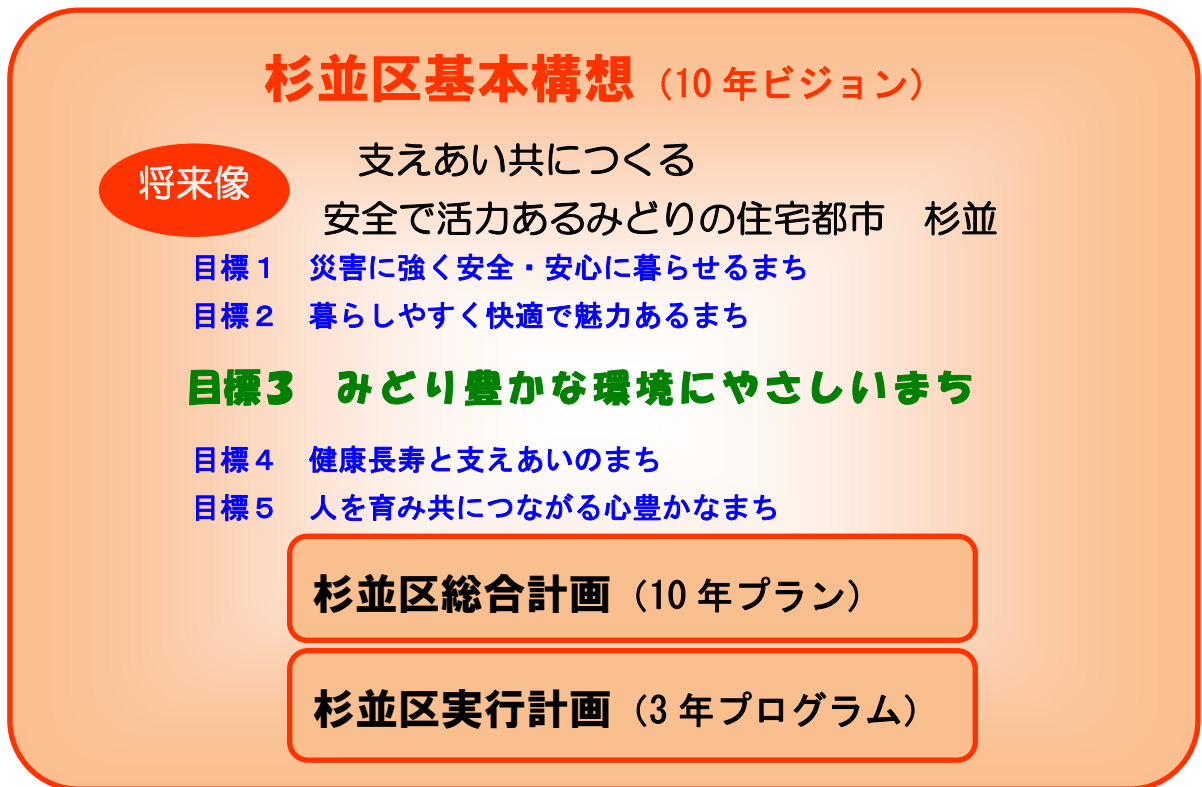 杉並区基本構想（10年ビジョン）
将来像
支えあい共につくる
安全で活力あるみどりの住宅都市　杉並
目標１　災害に強く安全・安心に暮らせるまち
目標２　暮らしやすく快適で魅力あるまち
目標３　みどり豊かな環境にやさしいまち
目標４　健康長寿と支えあいのまち
目標５　人を育み共につながる心豊かなまち
杉並区総合計画（10年プラン）
杉並区実行計画（3年プログラム）